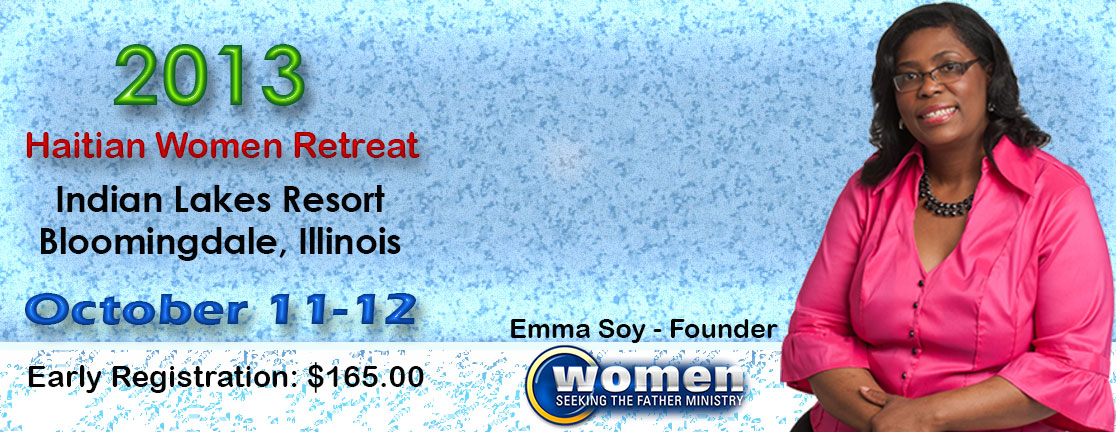 2013
Haitian Women Retreat
Indian Lakes Resort
Bloomingdale, Illinois
October 11-12
Early Registration: $165.00
Emma Soy - Founder
women
SEEKING THE FATHER MINISTRY